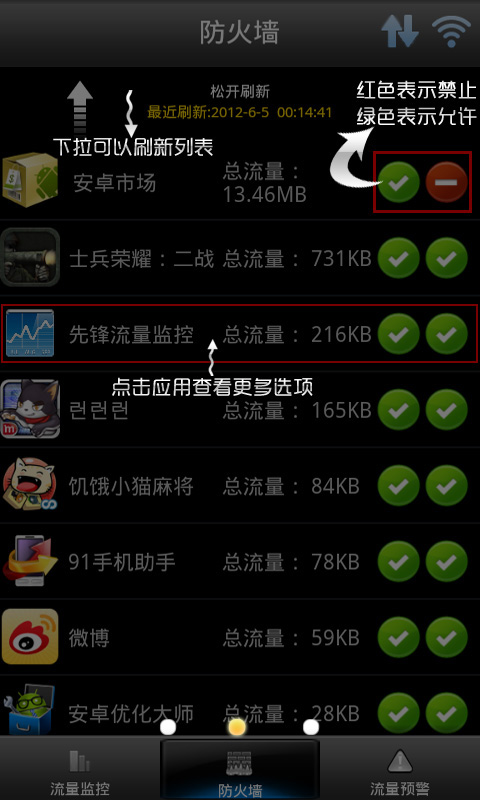 防火墙
松开刷新
最近刷新:2012-6-5 00:14:41
红色表示禁止
绿色表示允许
下拉可以刷新列表
安卓市场 总流量：
13.46MB
士兵荣耀：二战 总流量： 731KB
先锋流量监控 总流量： 216KB
点击应用查看更多选项
런런런 总流量： 165KB
饥饿小猫麻将 总流量： 84KB
91手机助手 总流量： 78KB
微博 总流量： 59KB
安卓优化大师 总流量： 28KB
流量监控 防火墙 流量预警